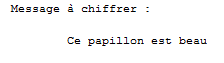 Message à chiffrer :
Ce papillon est beau